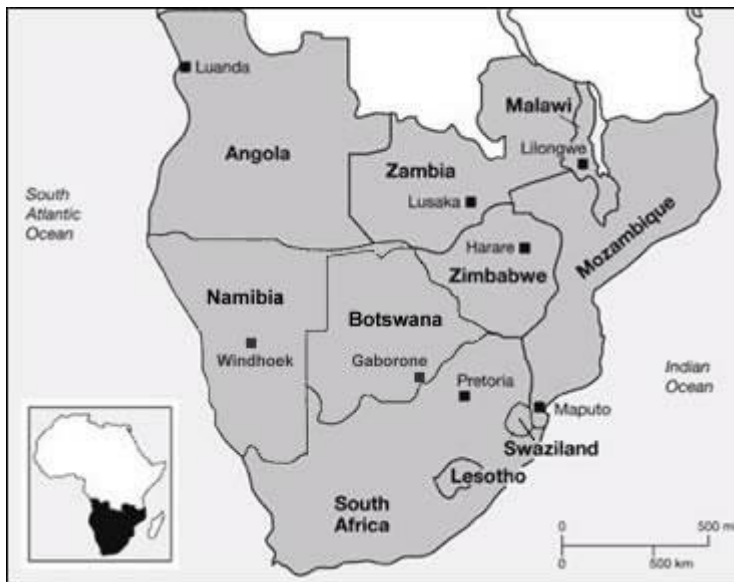 Luanda
Malawi
Angola
Lilongwe
Zambia
South
Atlantic
Ocean
Lusaka
Mozambique
Harare
Zimbabwe
Namibia
Botswana
Windhoek
Gaborone
Indian
Ocean
Pretoria
Maputo
Swaziland
Lesotho
South
Africa
0
500 m
0
500 km